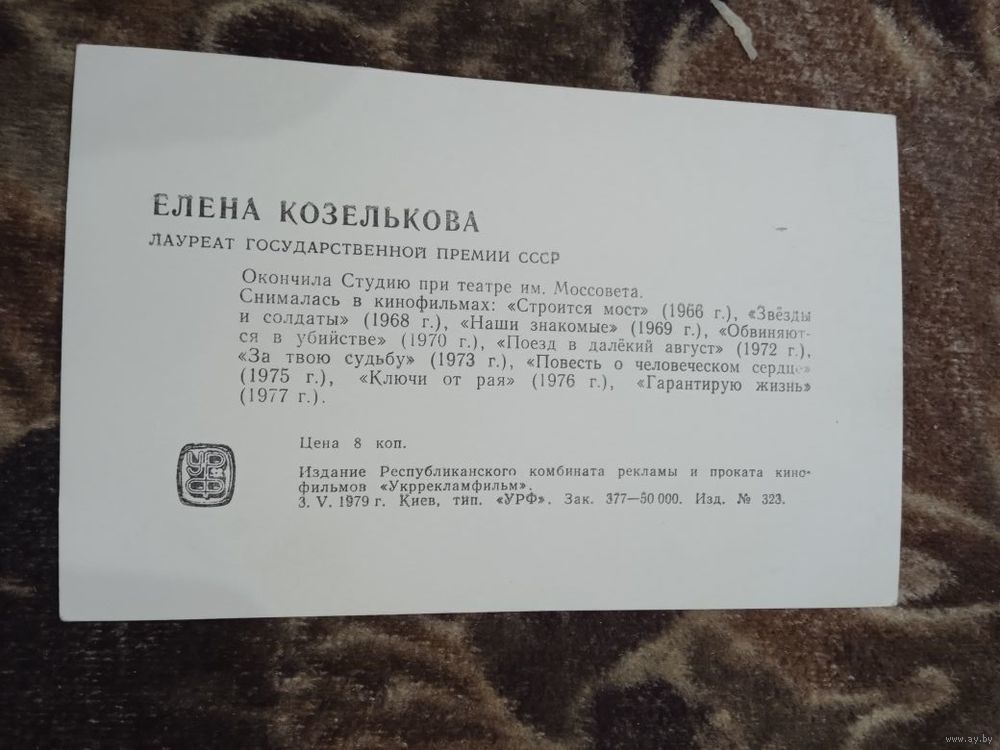 ЕЛЕНА КОЗЕЛЬКОВА
ЛАУРЕАТ ГОСУДАРСТВЕННОЙ ПРЕМИИ СССР
Окончила Студию при театре им. Моссовета.
Снималась в кинофильмах: «Строится мост» (1966 г.), «Звёзды
и солдаты» (1968 г.), «Наши знакомые» (1969 г.), «Обвиняют-
ся в убийстве» (1970 г.), «Поезд в далёкий август» (1972 г.),
«За твою судьбу» (1973 г.), «Повесть о человеческом сердце»
(1975 г.), «Ключи от рая» (1976 г.), «Гарантирую жизнь»
(1977 г.).
Цена 8 коп.
Издание Республиканского комбината рекламы и проката кино-
фильмов «Укррекламфильм».
3. V. 1979 г. Киев, тип. «УРФ». Зак. 377—50 000. Изд. № 323.
УРФ
www.ay.by